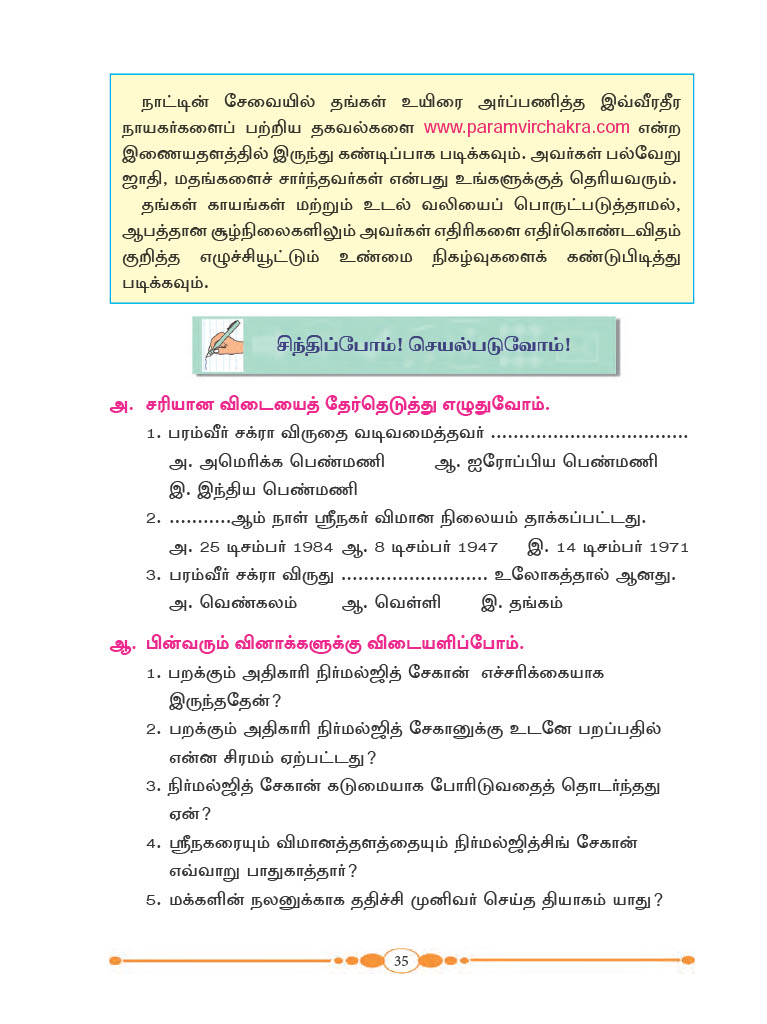 நாட்டின் சேவையில் தங்கள் உயிரை அர்ப்பணித்த இவ்வீரதீர
நாயகர்களைப் பற்றிய தகவல்களை www.paramvirchakra.com என்ற
இணையதளத்தில் இருந்து கண்டிப்பாக படிக்கவும். அவர்கள் பல்வேறு
ஜாதி, மதங்களைச் சார்ந்தவர்கள் என்பது உங்களுக்குத் தெரியவரும்.
தங்கள் காயங்கள் மற்றும் உடல் வலியைப் பொருட்படுத்தாமல்,
ஆபத்தான சூழ்நிலைகளிலும் அவர்கள் எதிரிகளை எதிர்கொண்டவிதம்
குறித்த எழுச்சியூட்டும் உண்மை நிகழ்வுகளைக் கண்டுபிடித்து
படிக்கவும்.
சிந்திப்போம்! செயல்படுவோம்!
அ. சரியான விடையைத் தேர்தெடுத்து எழுதுவோம்.
1. பரம்வீர் சக்ரா விருதை வடிவமைத்தவர் ...................................
அ. அமெரிக்க பெண்மணி ஆ. ஐரோப்பிய பெண்மணி
இ. இந்திய பெண்மணி
2. ...........ஆம் நாள் ஸ்ரீநகர் விமான நிலையம் தாக்கப்பட்டது.
அ. 25 டிசம்பர் 1984 ஆ. 8 டிசம்பர் 1947 இ. 14 டிசம்பர் 1971
3. பரம்வீர் சக்ரா விருது .......................... உலோகத்தால் ஆனது.
அ. வெண்கலம் ஆ. வெள்ளி இ. தங்கம்
ஆ. பின்வரும் வினாக்களுக்கு விடையளிப்போம்.
1. பறக்கும் அதிகாரி நிர்மல்ஜித் சேகான் எச்சரிக்கையாக
இருந்ததேன்?
2. பறக்கும் அதிகாரி நிர்மல்ஜித் சேகானுக்கு உடனே பறப்பதில்
என்ன சிரமம் ஏற்பட்டது?
3. நிர்மல்ஜித் சேகான் கடுமையாக போரிடுவதைத் தொடர்ந்தது
ஏன்?
4. ஸ்ரீநகரையும் விமானத்தளத்தையும் நிர்மல்ஜித்சிங் சேகான்
எவ்வாறு பாதுகாத்தார்?
5. மக்களின் நலனுக்காக ததிச்சி முனிவர் செய்த தியாகம் யாது?
35